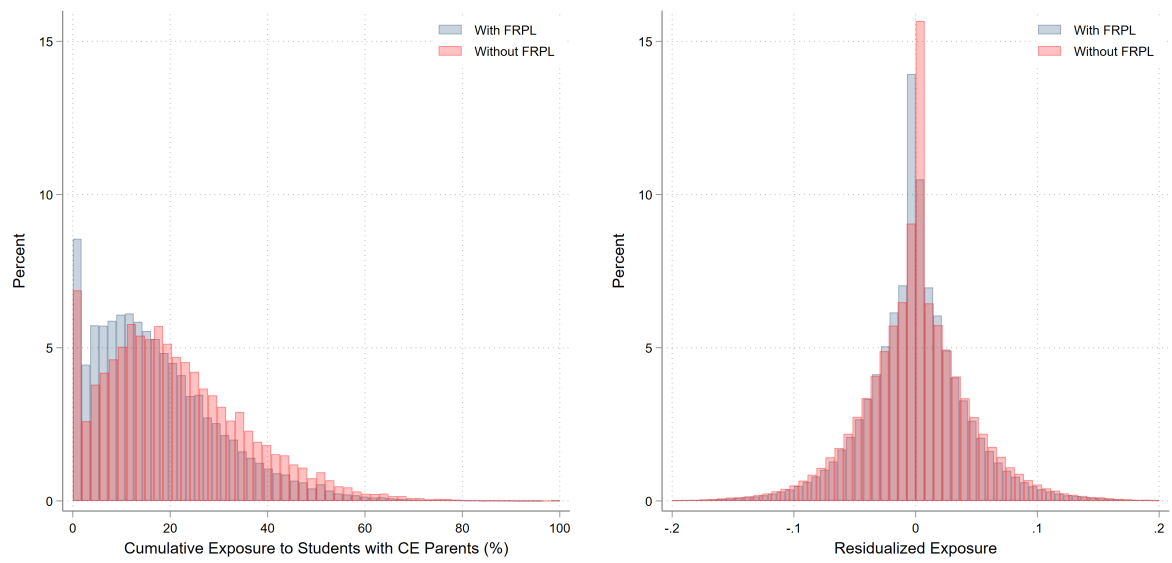 With FRPL
Without FRPL
15
10
5
0
Percent
0
20
40
60
80
100
Cumulative Exposure to Students with CE Parents (%)
With FRPL
Without FRPL
15
10
5
0
Percent
-.2
-.1
0
.1
.2
Residualized Exposure